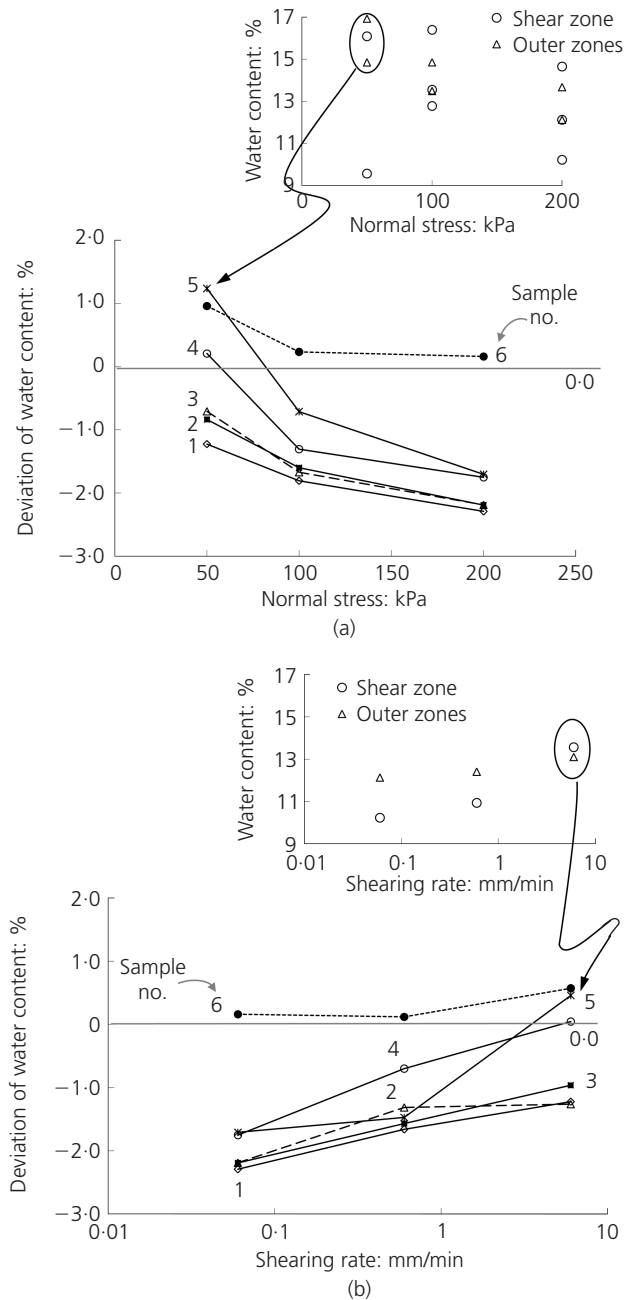 17
15
13
11
9
Water content: %
Shear zone
Outer zones
0
100
200
Normal stress: kPa
2·0
1·0
0
−1·0
−2·0
−3·0
Deviation of water content: %
5
4
3
2
1
Sample
no.
6
0·0
0
50
100
150
200
250
Normal stress: kPa
(a)
17
15
13
11
9
Water content: %
Shear zone
Outer zones
0·01
0·1
1
10
Shearing rate: mm/min
2·0
1·0
0
−1·0
−2·0
−3·0
Deviation of water content: %
Sample
no.
6
5
0·0
4
2
3
1
0·01
0·1
1
10
Shearing rate: mm/min
(b)